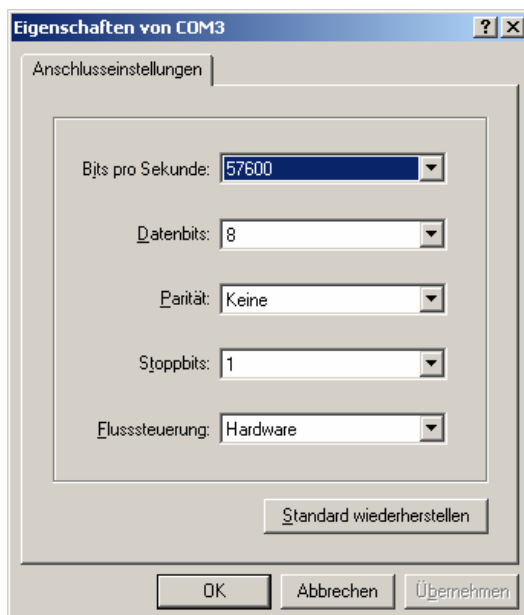 Eigenschaften von COM3
Anschlusseinstellungen
Bits pro Sekunde: 57600
Datenbits: 8
Parität: Keine
Stoppbits: 1
Flusssteuerung: Hardware
Standard wiederherstellen
OK Abbrechen Übernehmen